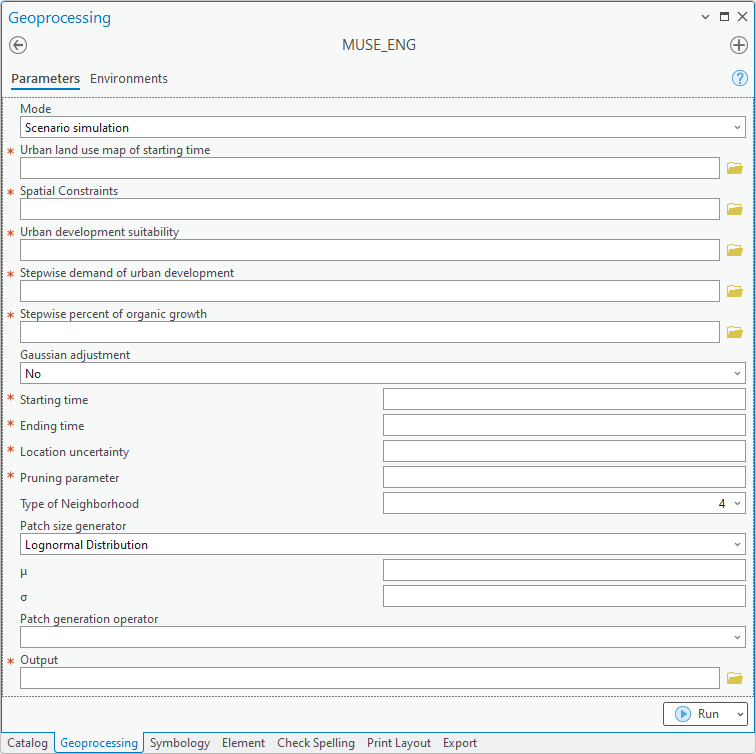 Geoprocessing
MUSE_ENG
Parameters Environments
?
Mode
Scenario simulation
* Urban land use map of starting time
* Spatial Constraints
* Urban development suitability
* Stepwise demand of urban development
* Stepwise percent of organic growth
Gaussian adjustment
No
* Starting time
* Ending time
* Location uncertainty
* Pruning parameter
Type of Neighborhood 4
Patch size generator
Lognormal Distribution
μ
σ
Patch generation operator
* Output
Run
Catalog Geoprocessing Symbology Element Check Spelling Print Layout Export